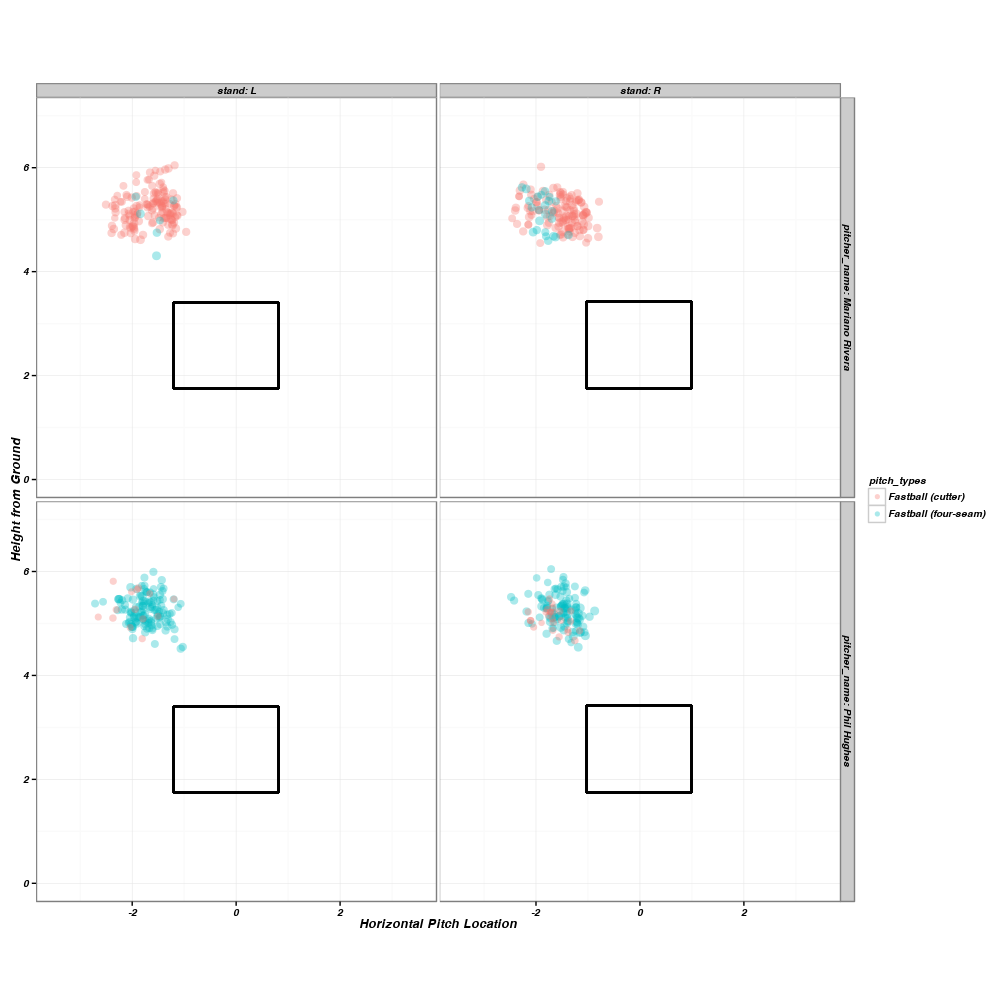 stand: L
stand: R
6
4
2
0
pitcher_name: Mariano Rivera
6
4
2
0
pitcher_name: Phil Hughes
Height from Ground
-2
0
2
-2
0
2
Horizontal Pitch Location
pitch_types
Fastball (cutter)
Fastball (four-seam)